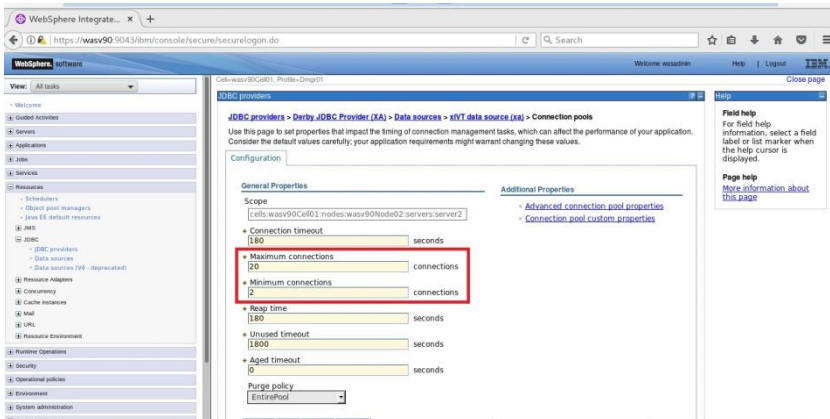 WebSphere Integrate... × +
https://wasv90:9043/ibm/console/secure/securelogon.do
Search
WebSphere. software
Welcome wasadmin
Help | Logout
IBM
View: All tasks
Cell=wasv90Cell01, Profile=Dmgr01
Close page
Welcome
Guided Activities
Servers
Applications
Jobs
Services
Resources
Schedulers
Object pool managers
Java EE default resources
JMS
JDBC
JDBC providers
Data sources
Data sources (V4 - deprecated)
Resource Adapters
Concurrency
Cache instances
Mail
URL
Resource Environment
Runtime Operations
Security
Operational policies
Environment
System administration
JDBC providers
JDBC providers > Derby JDBC Provider (XA) > Data sources > xIVT data source (xa) > Connection pools
Use this page to set properties that impact the timing of connection management tasks, which can affect the performance of your application.
Consider the default values carefully; your application requirements might warrant changing these values.
Configuration
General Properties
Scope
cells:wasv90Cell01:nodes:wasv90Node02:servers:server2
Connection timeout
180 seconds
Maximum connections
20 connections
Minimum connections
2 connections
Reap time
180 seconds
Unused timeout
1800 seconds
Aged timeout
0 seconds
Purge policy
EntirePool
Additional Properties
Advanced connection pool properties
Connection pool custom properties
Help
Field help
For field help
information, select a field
label or list marker when
the help cursor is
displayed.
Page help
More information about
this page